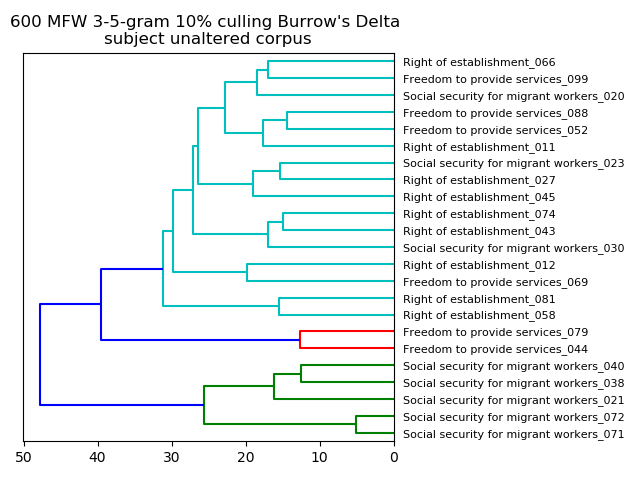 600 MFW 3-5-gram 10% culling Burrow's Delta
subject unaltered corpus
Right of establishment_066
Freedom to provide services_099
Social security for migrant workers_020
Freedom to provide services_088
Freedom to provide services_052
Right of establishment_011
Social security for migrant workers_023
Right of establishment_027
Right of establishment_045
Right of establishment_074
Right of establishment_043
Social security for migrant workers_030
Right of establishment_012
Freedom to provide services_069
Right of establishment_081
Right of establishment_058
Freedom to provide services_079
Freedom to provide services_044
Social security for migrant workers_040
Social security for migrant workers_038
Social security for migrant workers_021
Social security for migrant workers_072
Social security for migrant workers_071
50 40 30 20 10 0